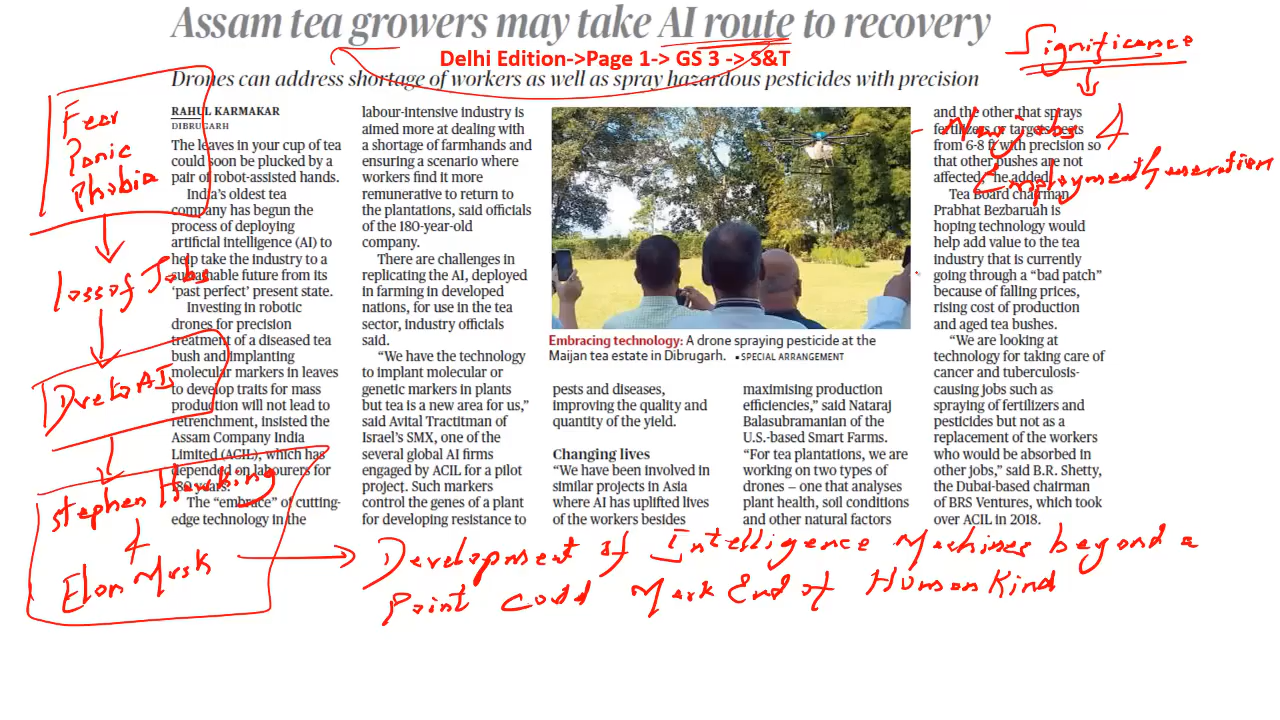 Assam tea growers may take AI route to recovery
Delhi Edition->Page 1-> GS 3 -> S&T
Drones can address shortage of workers as well as spray hazardous pesticides with precision
RAHUL KARMAKAR
DIBRUGARH
The leaves in your cup of tea
could soon be plucked by a
pair of robot-assisted hands.
India's oldest tea
company has begun the
process of deploying
artificial intelligence (AI) to
help take the industry to a
sustainable future from its
'past perfect' present state.
Investing in robotic
drones for precision
treatment of a diseased tea
bush and implanting
molecular markers in leaves
to develop traits for mass
production will not lead to
retrenchment, insisted the
Assam Company India
Limited (ACIL), which has
depended on labourers for
180 years.
The "embrace" of cutting-
edge technology in the
labour-intensive industry is
aimed more at dealing with
a shortage of farmhands and
ensuring a scenario where
workers find it more
remunerative to return to
the plantations, said officials
of the 180-year-old
company.
There are challenges in
replicating the AI, deployed
in farming in developed
nations, for use in the tea
sector, industry officials
said.
"We have the technology
to implant molecular or
genetic markers in plants
but tea is a new area for us,"
said Avital Tractitman of
Israel's SMX, one of the
several global AI firms
engaged by ACIL for a pilot
project. Such markers
control the genes of a plant
for developing resistance to
Embracing technology: A drone spraying pesticide at the
Maijan tea estate in Dibrugarh. ▪SPECIAL ARRANGEMENT
pests and diseases,
improving the quality and
quantity of the yield.
Changing lives
"We have been involved in
similar projects in Asia
where AI has uplifted lives
of the workers besides
maximising production
efficiencies," said Nataraj
Balasubramanian of the
U.S.-based Smart Farms.
"For tea plantations, we are
working on two types of
drones – one that analyses
plant health, soil conditions
and other natural factors
and the other that sprays
fertilizers or targets pests
from 6-8 ft with precision so
that other bushes are not
affected," he added.
Tea Board chairman
Prabhat Bezbaruah is
hoping technology would
help add value to the tea
industry that is currently
going through a "bad patch"
because of falling prices,
rising cost of production
and aged tea bushes.
"We are looking at
technology for taking care of
cancer and tuberculosis-
causing jobs such as
spraying of fertilizers and
pesticides but not as a
replacement of the workers
who would be absorbed in
other jobs," said B.R. Shetty,
the Dubai-based chairman
of BRS Ventures, which took
over ACIL in 2018.
Fear
Panic
Phobia
loss of Jobs
Due to AI
Stephen Hawking
&
Elon Musk
Development of Intelligence Machines beyond a
Point Could Mark End of Human Kind
Significance
- New jobs &
Employment Generation